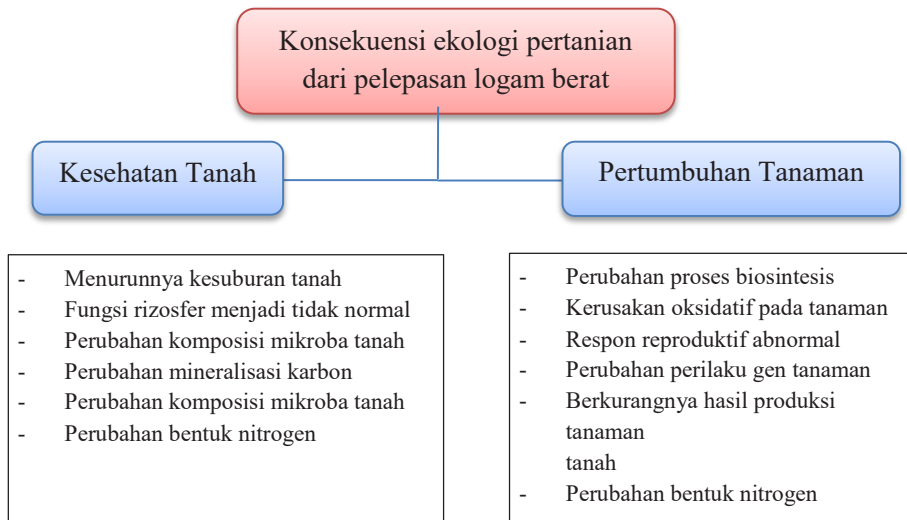 Konsekuensi ekologi pertanian
dari pelepasan logam berat
Kesehatan Tanah
Pertumbuhan Tanaman
- Menurunnya kesuburan tanah
- Fungsi rizosfer menjadi tidak normal
- Perubahan komposisi mikroba tanah
- Perubahan mineralisasi karbon
- Perubahan komposisi mikroba tanah
- Perubahan bentuk nitrogen
- Perubahan proses biosintesis
- Kerusakan oksidatif pada tanaman
- Respon reproduktif abnormal
- Perubahan perilaku gen tanaman
- Berkurangnya hasil produksi
tanaman
tanah
- Perubahan bentuk nitrogen